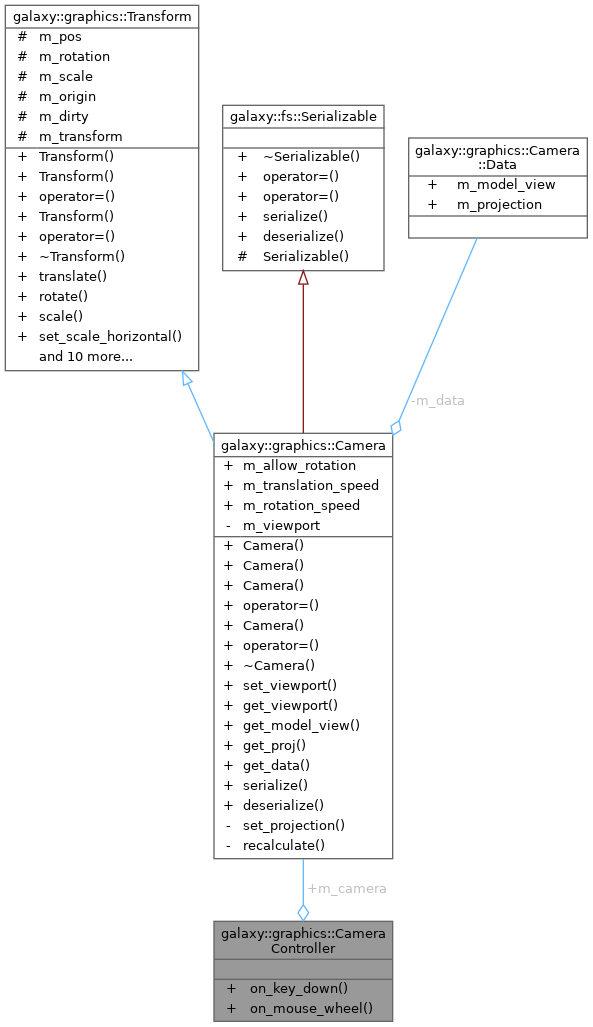 galaxy::graphics::Transform
# m_pos
# m_rotation
# m_scale
# m_origin
# m_dirty
# m_transform
+ Transform()
+ Transform()
+ operator=()
+ Transform()
+ operator=()
+ ~Transform()
+ translate()
+ rotate()
+ scale()
+ set_scale_horizontal()
and 10 more...
galaxy::fs::Serializable
+ ~Serializable()
+ operator=()
+ operator=()
+ serialize()
+ deserialize()
# Serializable()
galaxy::graphics::Camera
::Data
+ m_model_view
+ m_projection
-m_data
galaxy::graphics::Camera
+ m_allow_rotation
+ m_translation_speed
+ m_rotation_speed
- m_viewport
+ Camera()
+ Camera()
+ Camera()
+ operator=()
+ Camera()
+ operator=()
+ ~Camera()
+ set_viewport()
+ get_viewport()
+ get_model_view()
+ get_proj()
+ get_data()
+ serialize()
+ deserialize()
- set_projection()
- recalculate()
+m_camera
galaxy::graphics::Camera
Controller
+ on_key_down()
+ on_mouse_wheel()